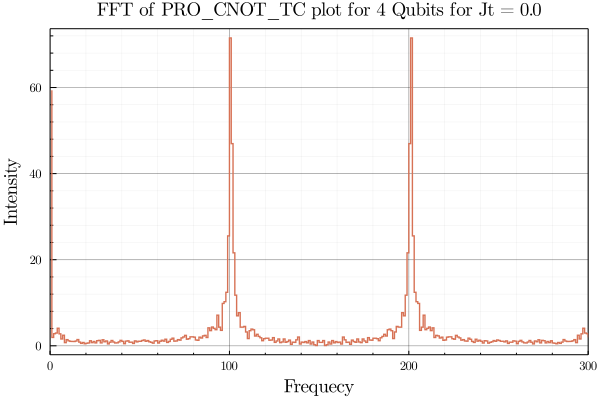 FFT of PRO_CNOT_TC plot for 4 Qubits for Jt = 0.0
Intensity
60
40
20
0
0 100 200 300
Frequecy